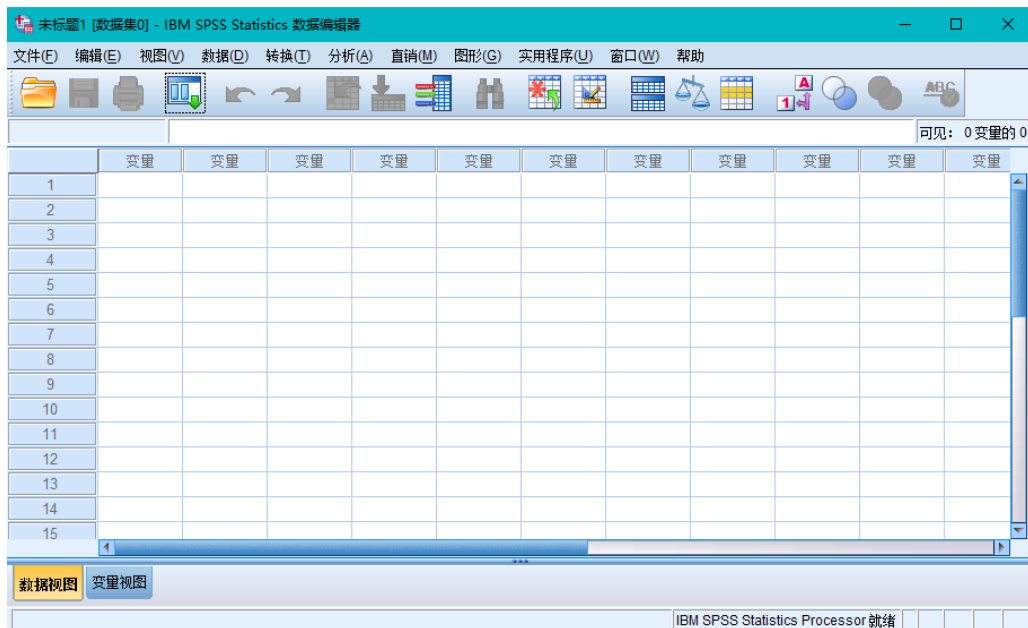 未标题1 [数据集0] - IBM SPSS Statistics 数据编辑器
文件(F) 编辑(E) 视图(V) 数据(D) 转换(T) 分析(A) 直销(M) 图形(G) 实用程序(U) 窗口(W) 帮助
A
1
ABC
可见: 0 变量的 0
变量 变量 变量 变量 变量 变量 变量 变量 变量 变量 变量
1
2
3
4
5
6
7
8
9
10
11
12
13
14
15
数据视图 变量视图
IBM SPSS Statistics Processor 就绪